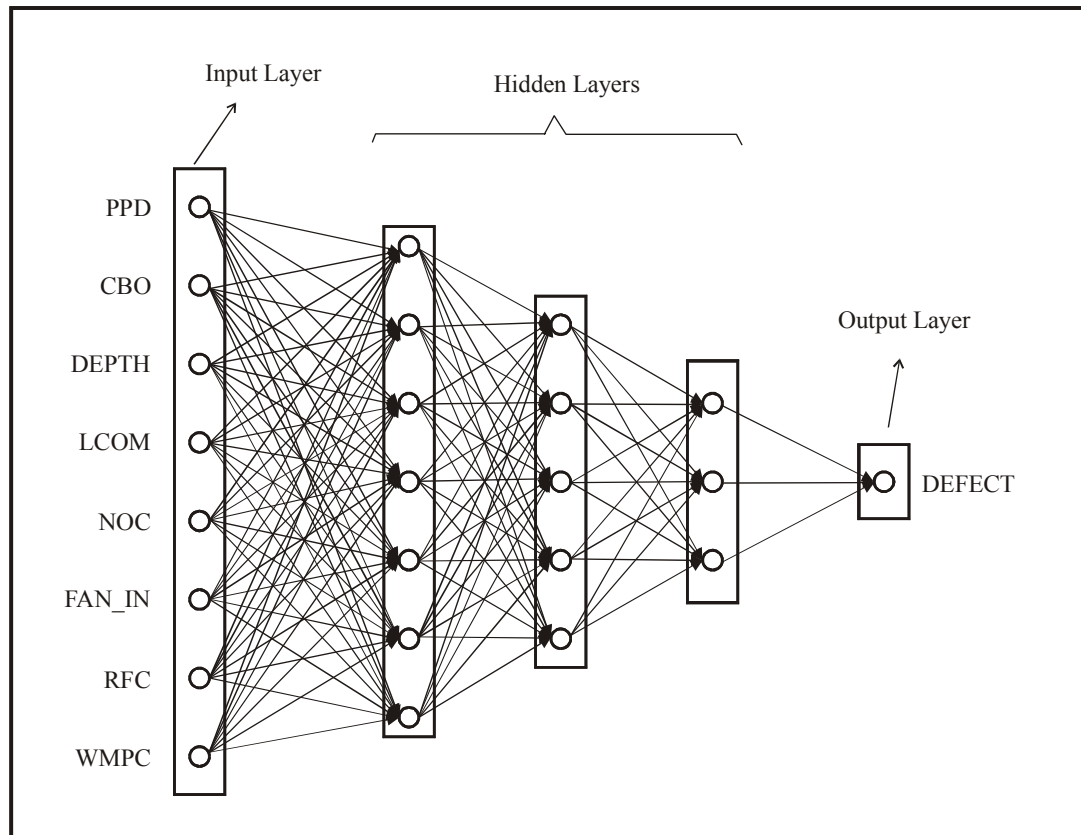 Input Layer
Hidden Layers
PPD
CBO
DEPTH
LCOM
NOC
FAN_IN
RFC
WMPC
Output Layer
DEFECT